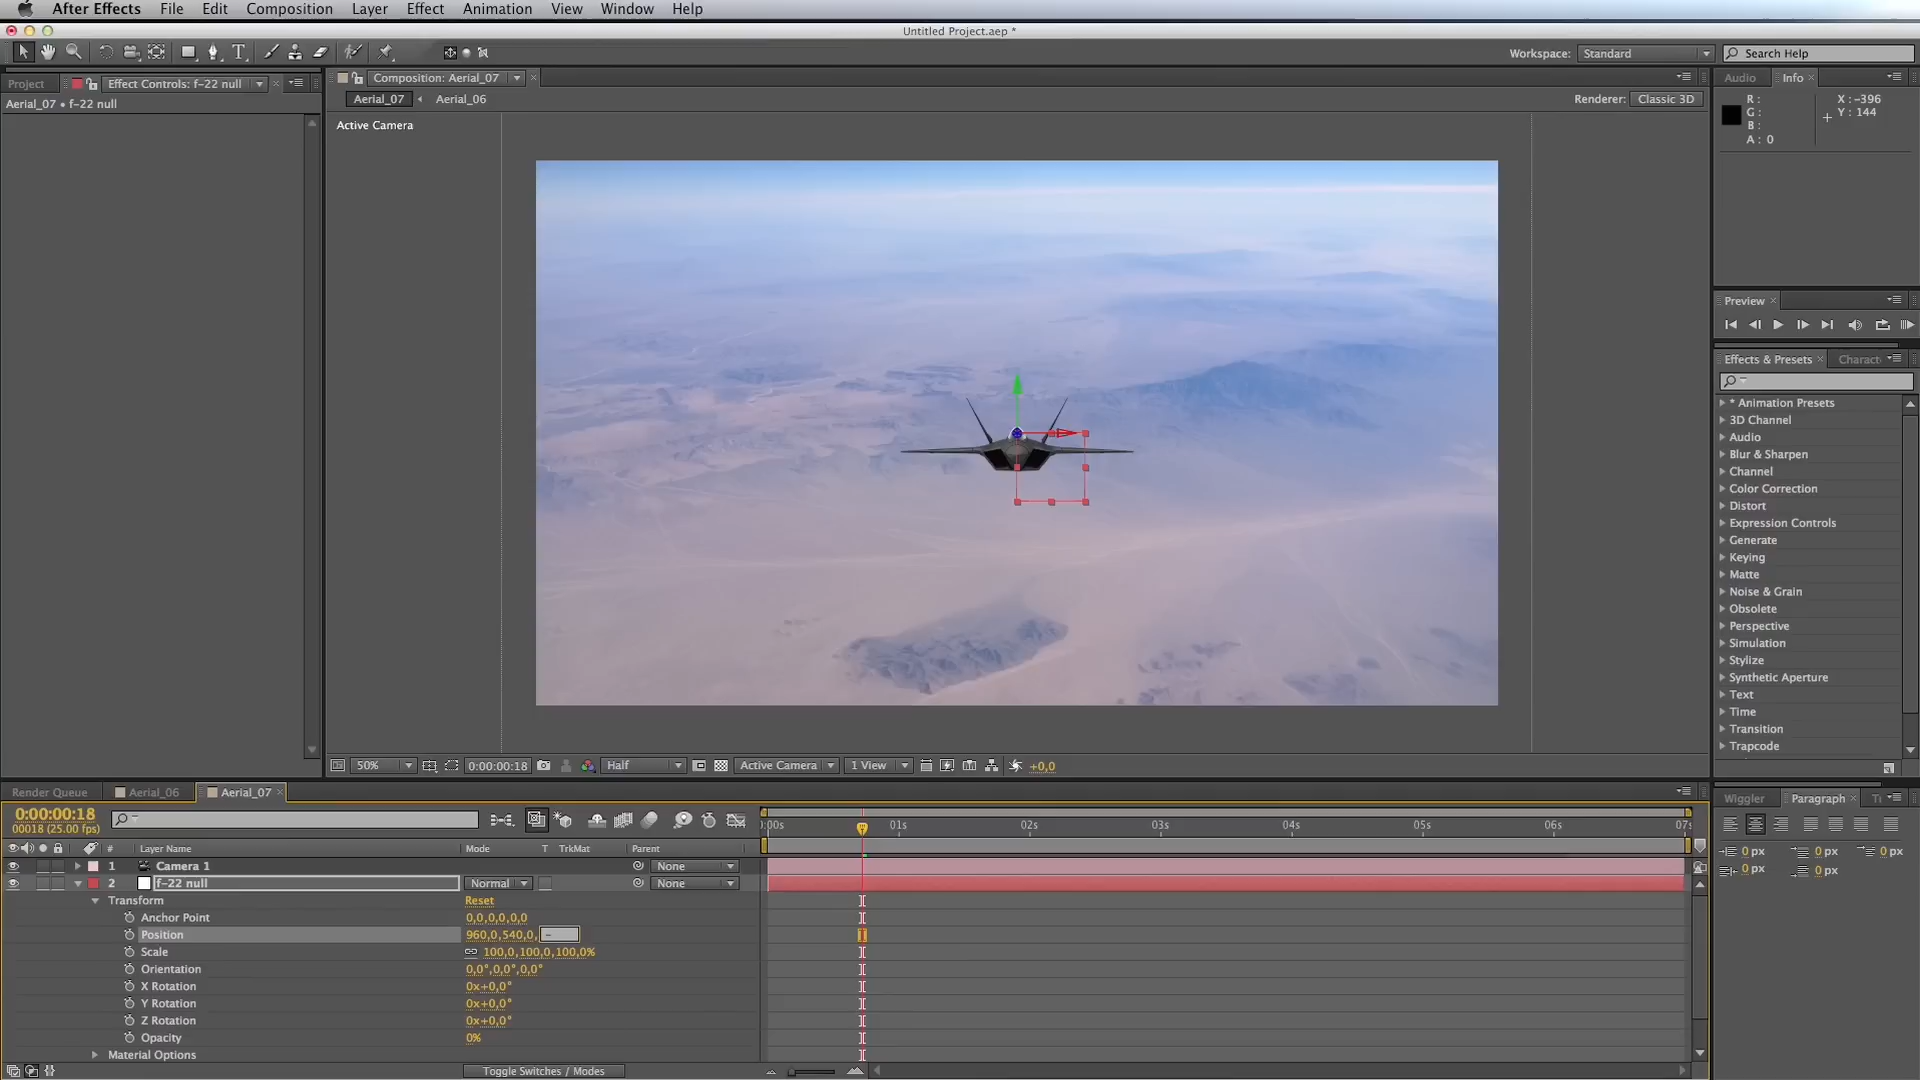 After Effects File Edit Composition Layer Effect Animation View Window Help
Untitled Project.aep *
Workspace: Standard Search Help
Project Effect Controls: f-22 null × Composition: Aerial_07 × Audio Info ×
Aerial_07 • f-22 null
Aerial_07 Aerial_06 Renderer: Classic 3D
R : X : -396
G : Y : 144
B :
A : 0
Active Camera
Preview ×
Effects & Presets × Charact
* Animation Presets
3D Channel
Audio
Blur & Sharpen
Channel
Color Correction
Distort
Expression Controls
Generate
Keying
Matte
Noise & Grain
Obsolete
Perspective
Simulation
Stylize
Synthetic Aperture
Text
Time
Transition
Trapcode
50% 0:00:00:18 Half Active Camera 1 View +0,0
Render Queue Aerial_06 Aerial_07 ×
Wiggler Paragraph ×
0:00:00:18
00018 (25.00 fps)
:00s 01s 02s 03s 04s 05s 06s 07s
0 px 0 px 0 px
0 px 0 px
# Layer Name Mode T TrkMat Parent
1 Camera 1 None
2 f-22 null Normal None
Transform Reset
Anchor Point 0,0,0,0,0,0
Position 960,0,540,0, -
Scale 100,0,100,0,100,0%
Orientation 0,0°,0,0°,0,0°
X Rotation 0x+0,0°
Y Rotation 0x+0,0°
Z Rotation 0x+0,0°
Opacity 0%
Material Options
Toggle Switches / Modes